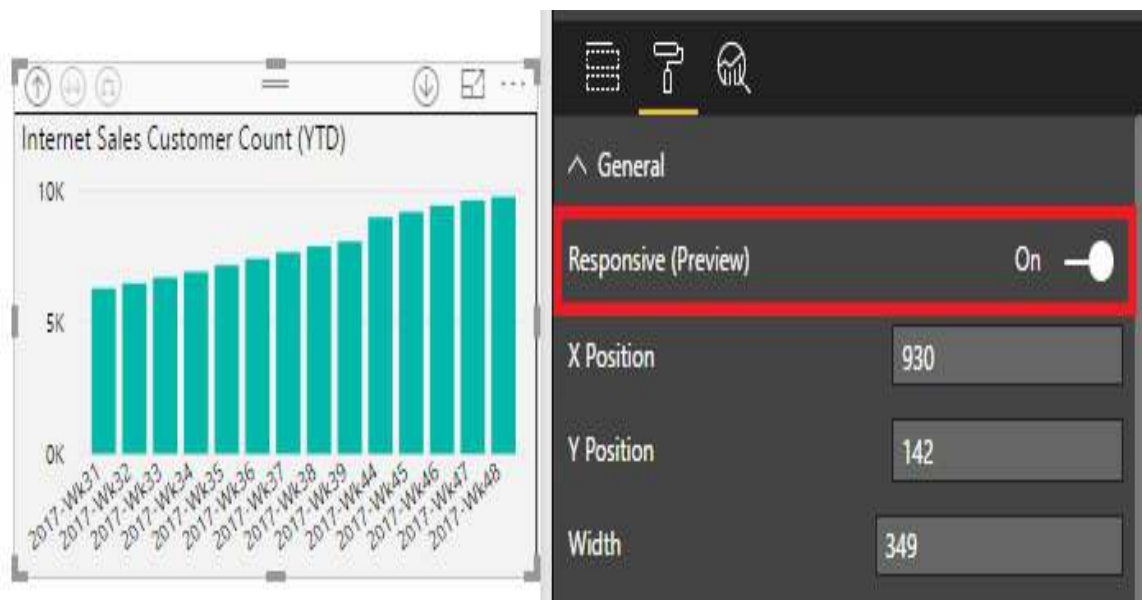 Internet Sales Customer Count (YTD)
10K
5K
0K
2017-Wk31
2017-Wk32
2017-Wk33
2017-Wk34
2017-Wk35
2017-Wk36
2017-Wk37
2017-Wk38
2017-Wk39
2017-Wk44
2017-Wk45
2017-Wk46
2017-Wk47
2017-Wk48
General
Responsive (Preview) On
X Position 930
Y Position 142
Width 349